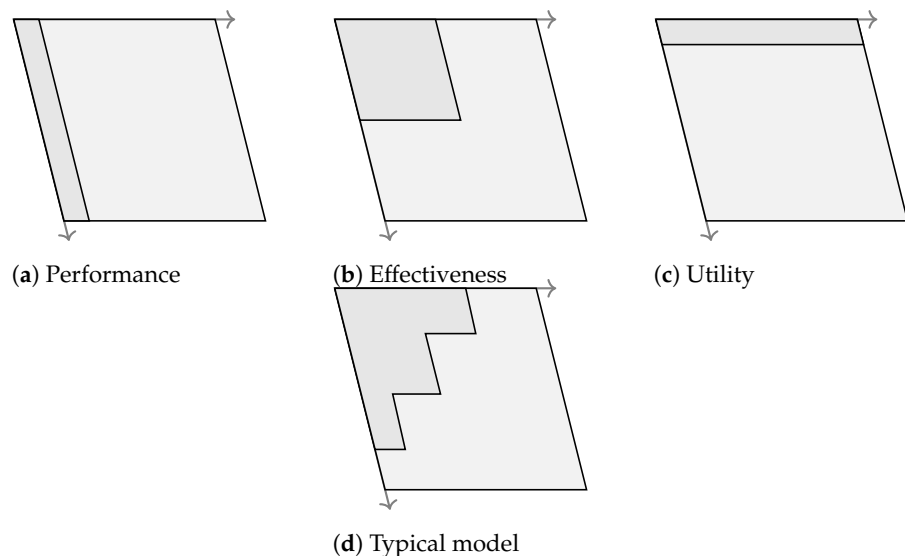 (a) Performance
(b) Effectiveness
(c) Utility
(d) Typical model